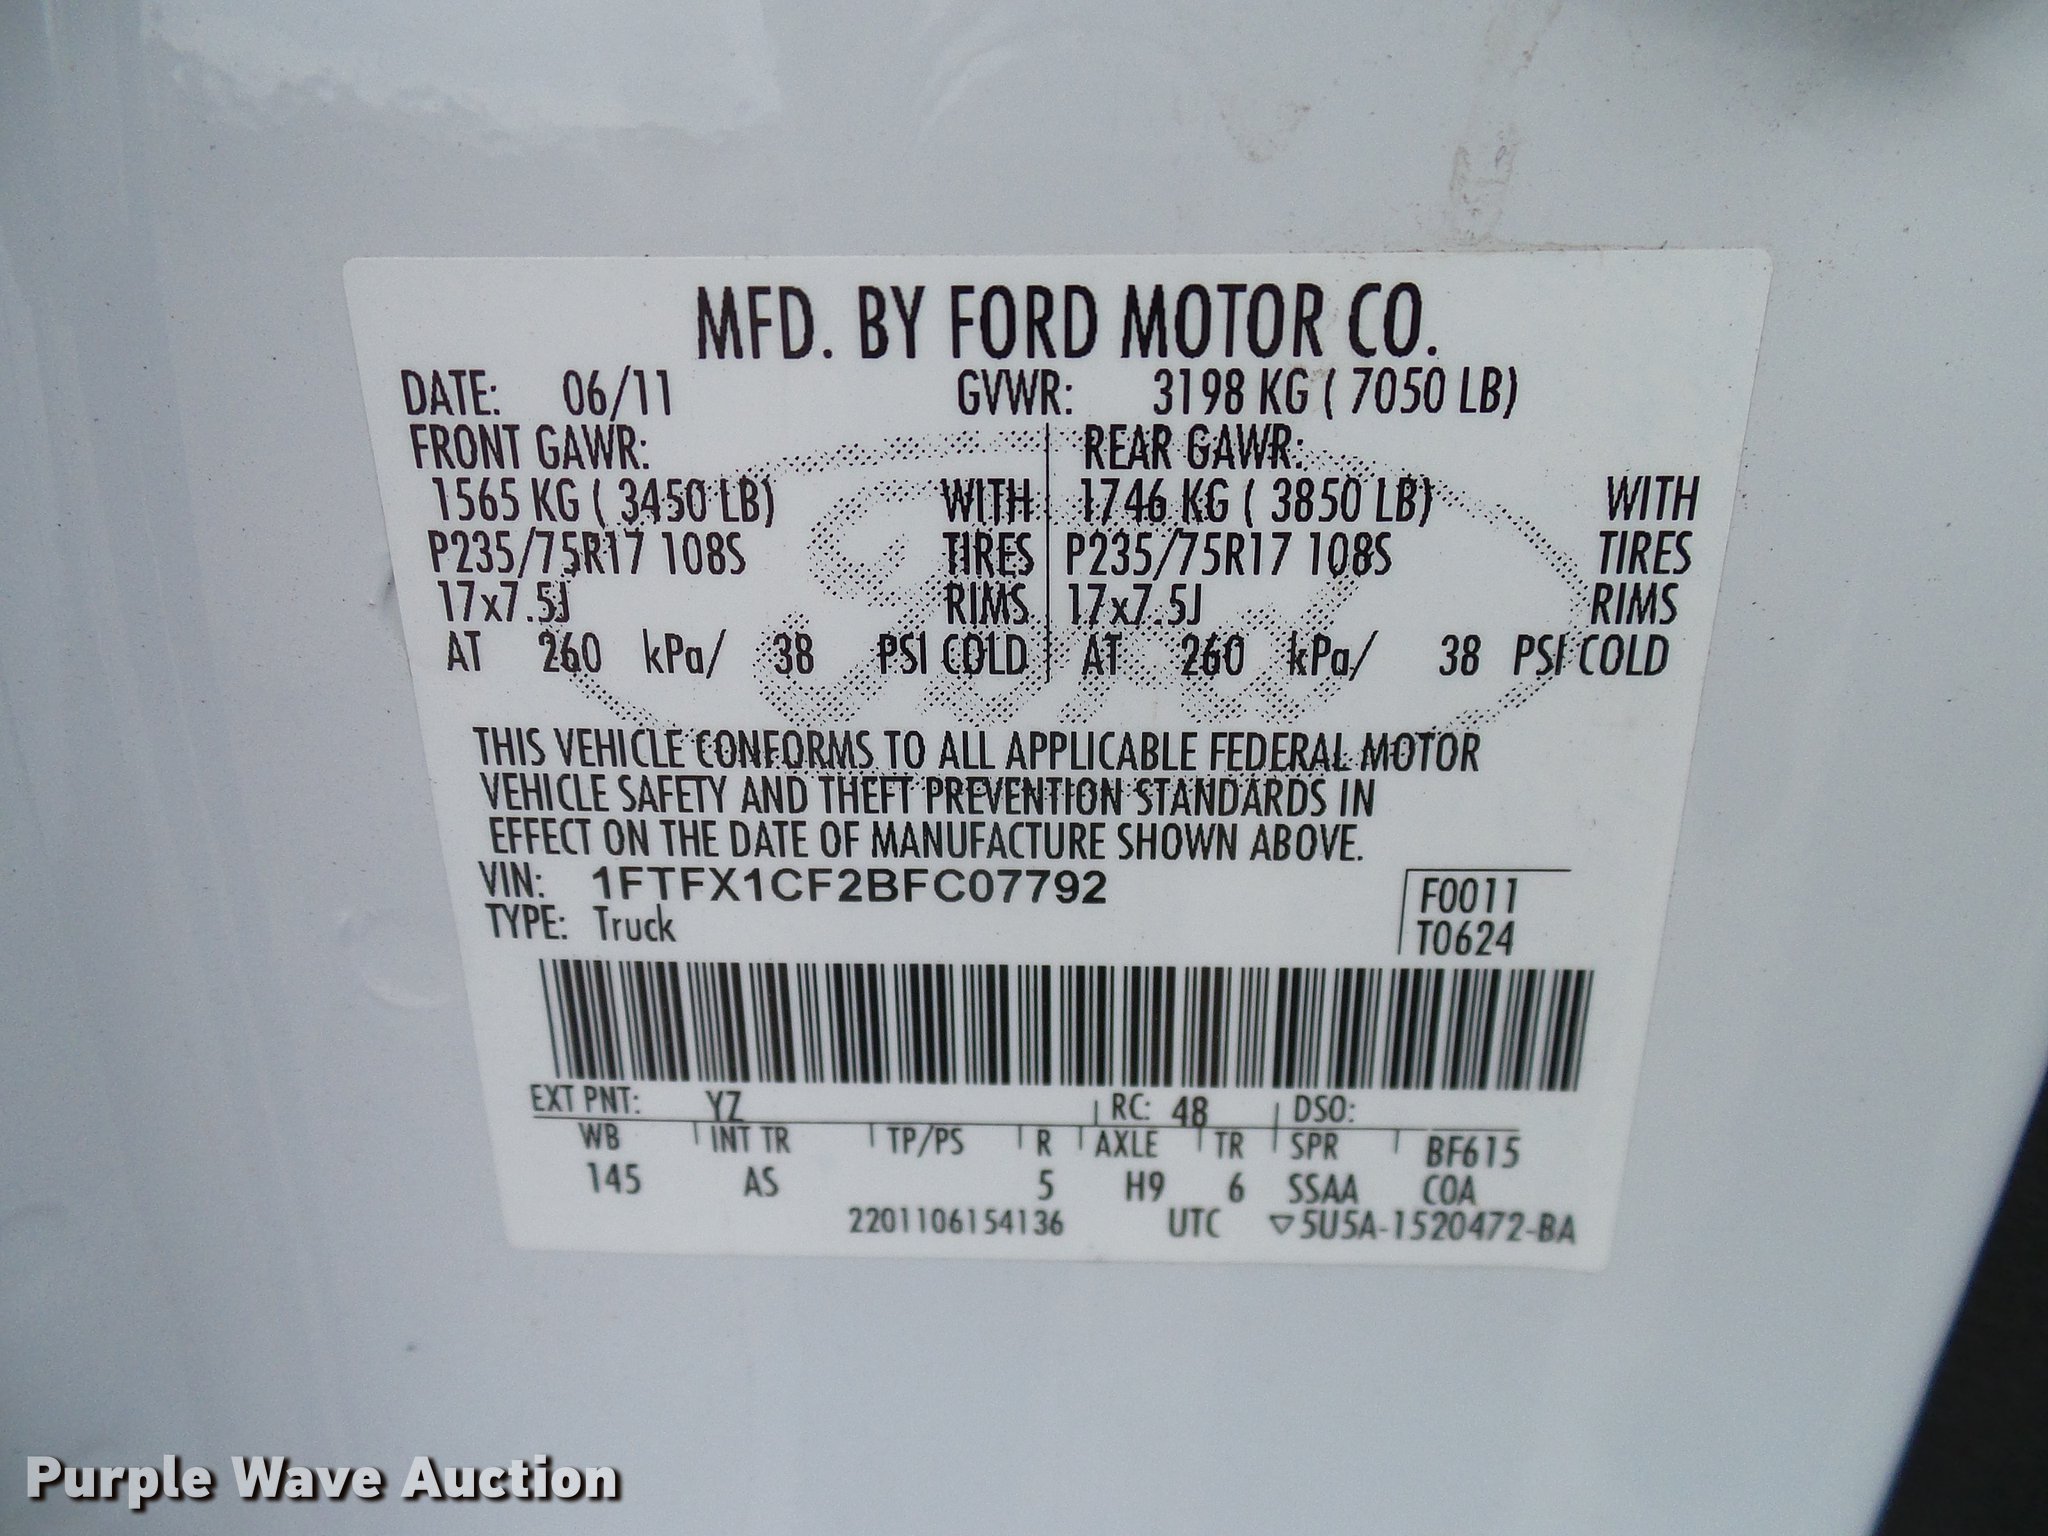 MFD. BY FORD MOTOR CO.
DATE: 06/11 GVWR: 3198 KG ( 7050 LB)
FRONT GAWR: REAR GAWR:
1565 KG ( 3450 LB) WITH 1746 KG ( 3850 LB) WITH
P235/75R17 108S TIRES P235/75R17 108S TIRES
17x7.5J RIMS 17x7.5J RIMS
AT 260 kPa/ 38 PSI COLD AT 260 kPa/ 38 PSI COLD
THIS VEHICLE CONFORMS TO ALL APPLICABLE FEDERAL MOTOR
VEHICLE SAFETY AND THEFT PREVENTION STANDARDS IN
EFFECT ON THE DATE OF MANUFACTURE SHOWN ABOVE.
VIN: 1FTFX1CF2BFC07792 F0011
TYPE: Truck T0624
EXT PNT: YZ RC: 48 DSO:
WB INT TR TP/PS R AXLE TR SPR BF615
145 AS 5 H9 6 SSAA COA
2201106154136 UTC ▽5U5A-1520472-BA
Ford
Purple Wave Auction